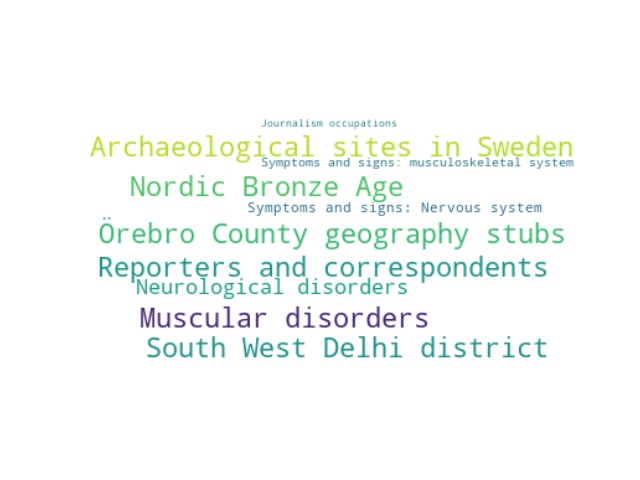 Journalism occupations
Archaeological sites in Sweden
Symptoms and signs: musculoskeletal system
Nordic Bronze Age
Symptoms and signs: Nervous system
Örebro County geography stubs
Reporters and correspondents
Neurological disorders
Muscular disorders
South West Delhi district